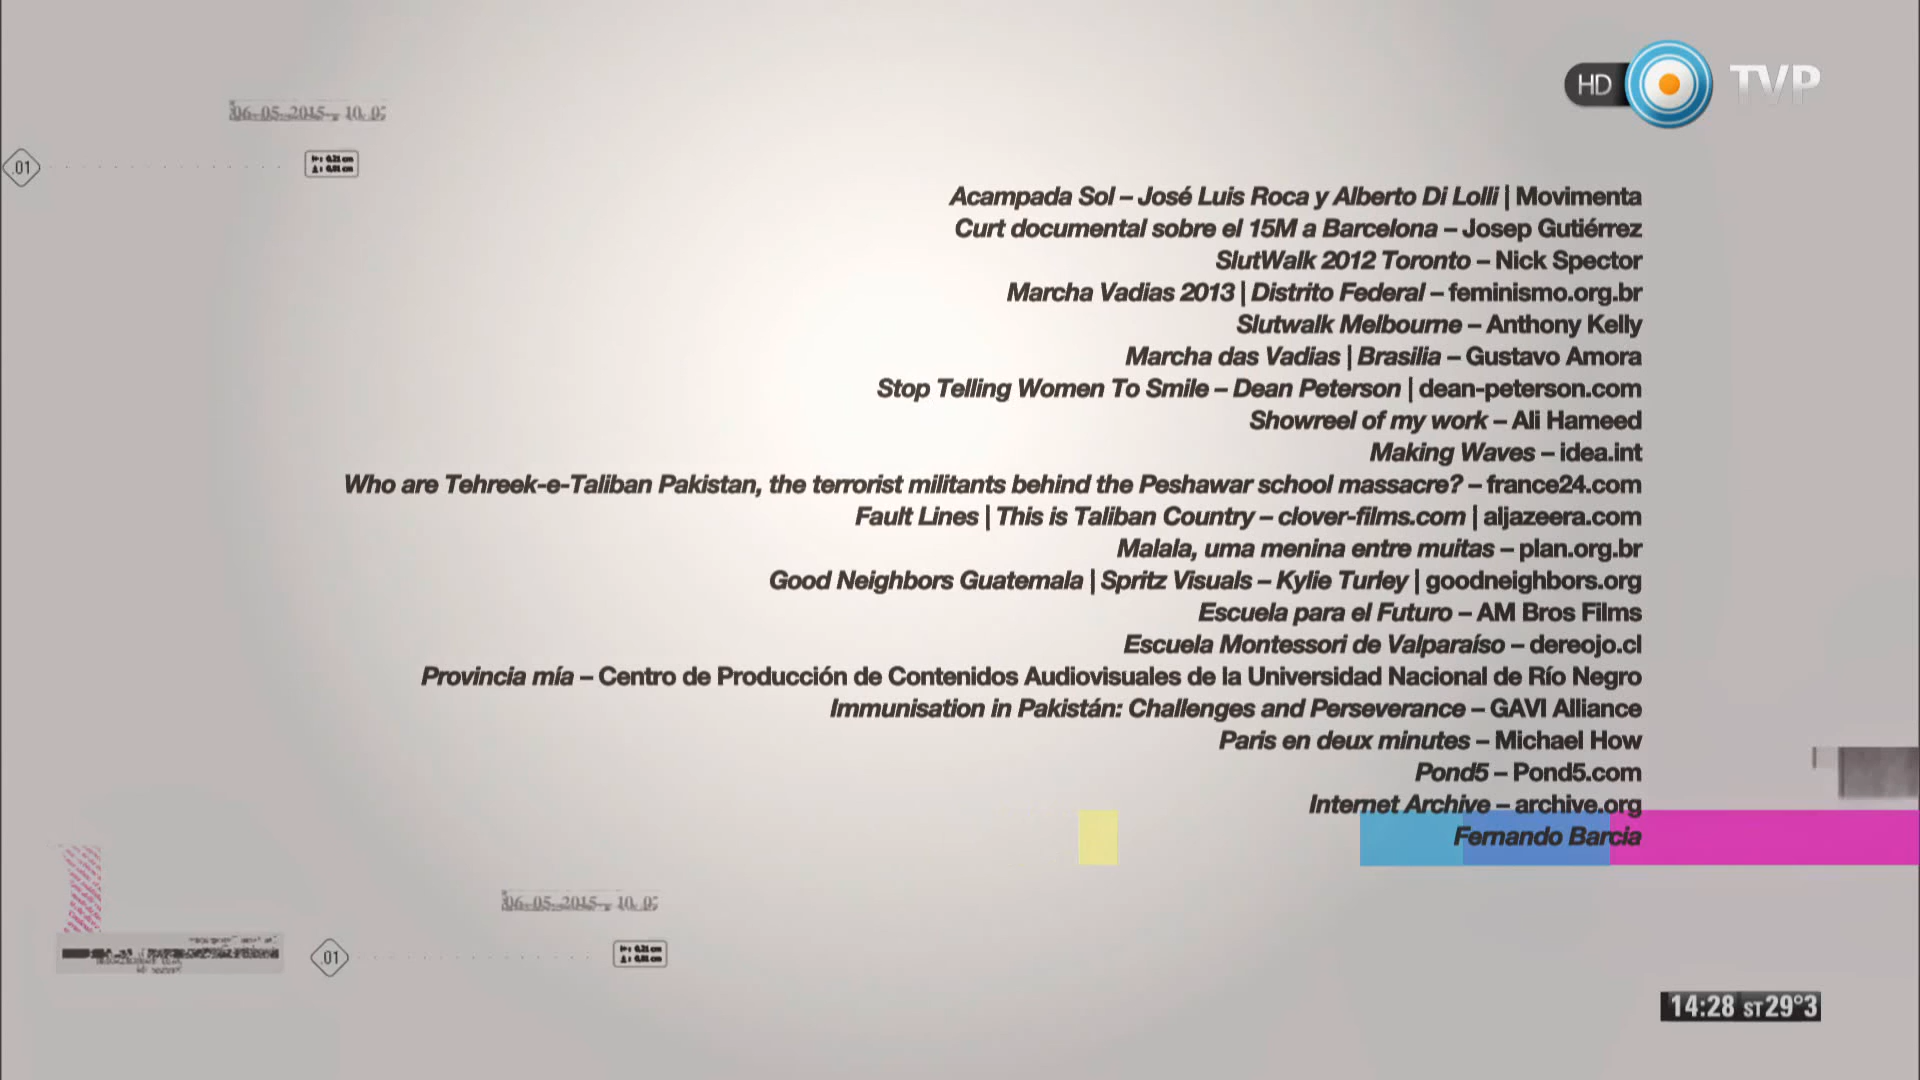 HD TVP
06-05-2015 - 10.0
.01
Acampada Sol – José Luis Roca y Alberto Di Lolli | Movimenta
Curt documental sobre el 15M a Barcelona – Josep Gutiérrez
SlutWalk 2012 Toronto – Nick Spector
Marcha Vadias 2013 | Distrito Federal – feminismo.org.br
Slutwalk Melbourne – Anthony Kelly
Marcha das Vadias | Brasilia – Gustavo Amora
Stop Telling Women To Smile – Dean Peterson | dean-peterson.com
Showreel of my work – Ali Hameed
Making Waves – idea.int
Who are Tehreek-e-Taliban Pakistan, the terrorist militants behind the Peshawar school massacre? – france24.com
Fault Lines | This is Taliban Country – clover-films.com | aljazeera.com
Malala, uma menina entre muitas – plan.org.br
Good Neighbors Guatemala | Spritz Visuals – Kylie Turley | goodneighbors.org
Escuela para el Futuro – AM Bros Films
Escuela Montessori de Valparaíso – dereojo.cl
Provincia mía – Centro de Producción de Contenidos Audiovisuales de la Universidad Nacional de Río Negro
Immunisation in Pakistán: Challenges and Perseverance – GAVI Alliance
Paris en deux minutes – Michael How
Pond5 – Pond5.com
Internet Archive – archive.org
Fernando Barcia
06-05-2015 - 10.0
.01
14:28 ST 29°3